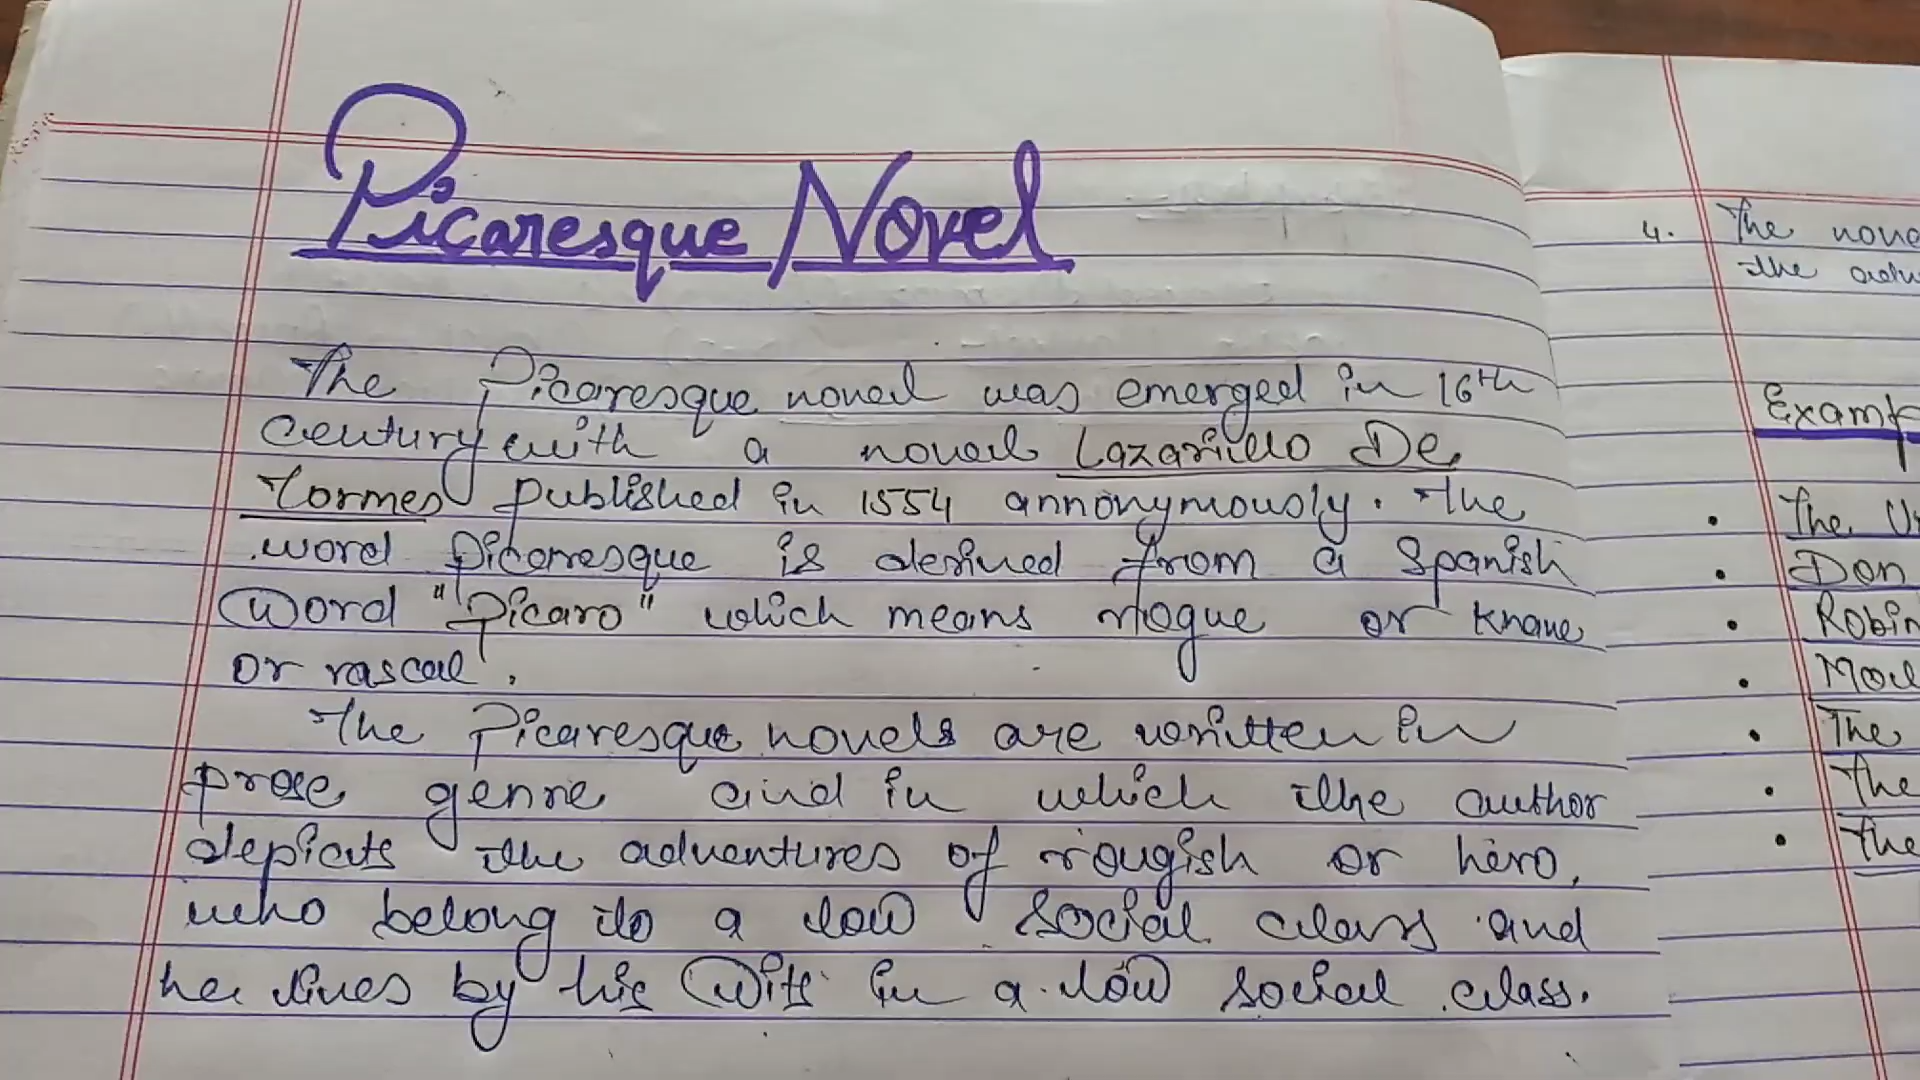 Picaresque Novel
The Picaresque novel was emerged in 16th
century with a novel Lazarillo De
Tormes published in 1554 annonymously. The
word picaresque is derived from a Spanish
word "Picaro" which means rogue or knave
or rascal.
The Picaresque novels are written in
prose genre and in which the author
depicts the adventures of rougish or hero,
who belong to a low social class and
he lives by his wits in a low social class.
4. The nove
the adv
Examp
• The Un
• Don
• Robin
• Moll
• The
• The
• The